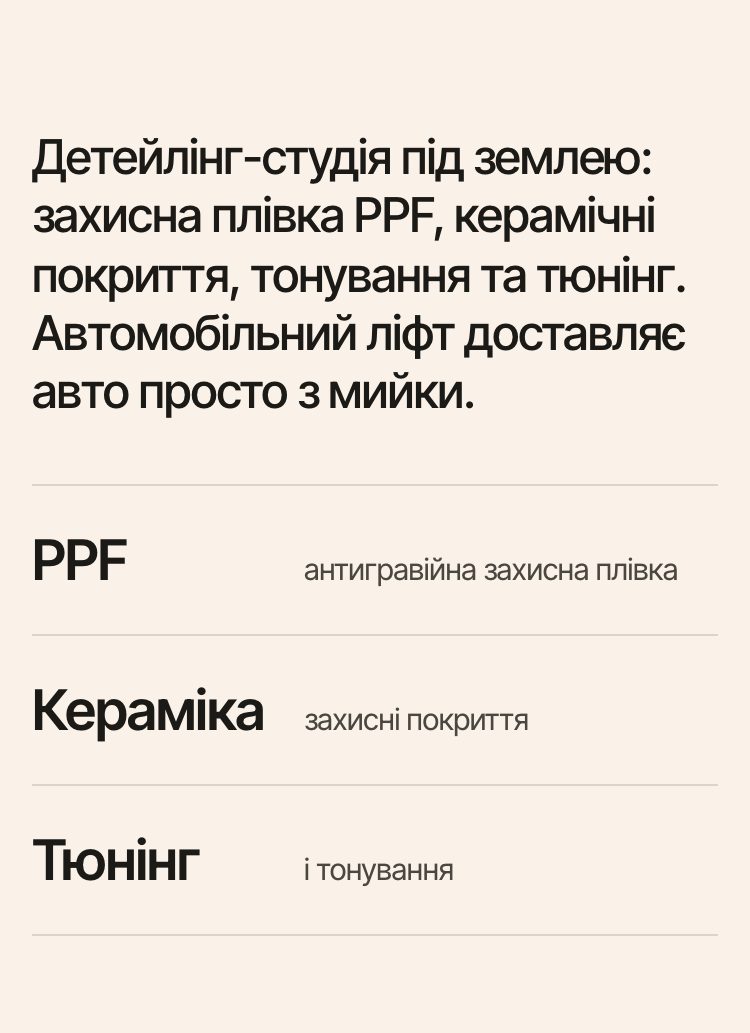 Детейлінг-студія під землею:
захисна плівка PPF, керамічні
покриття, тонування та тюнінг.
Автомобільний ліфт доставляє
авто просто з мийки.
PPF антигравійна захисна плівка
Кераміка захисні покриття
Тюнінг і тонування